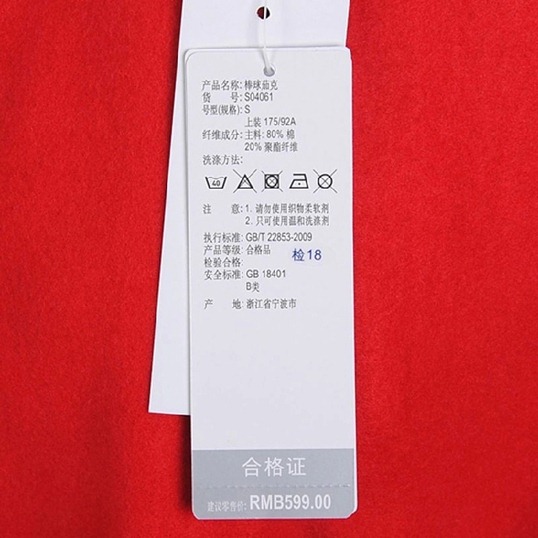 产品名称: 棒球茄克
货 号: S04061
号型(规格): S
上装 175/92A
纤维成分: 主料: 80% 棉
20% 聚酯纤维
洗涤方法:
40
注 意: 1. 请勿使用织物柔软剂
2. 只可使用温和洗涤剂
执行标准: GB/T 22853-2009
产品等级: 合格品
检验合格: 检18
安全标准: GB 18401
B类
产 地: 浙江省宁波市
合格证
建议零售价: RMB599.00